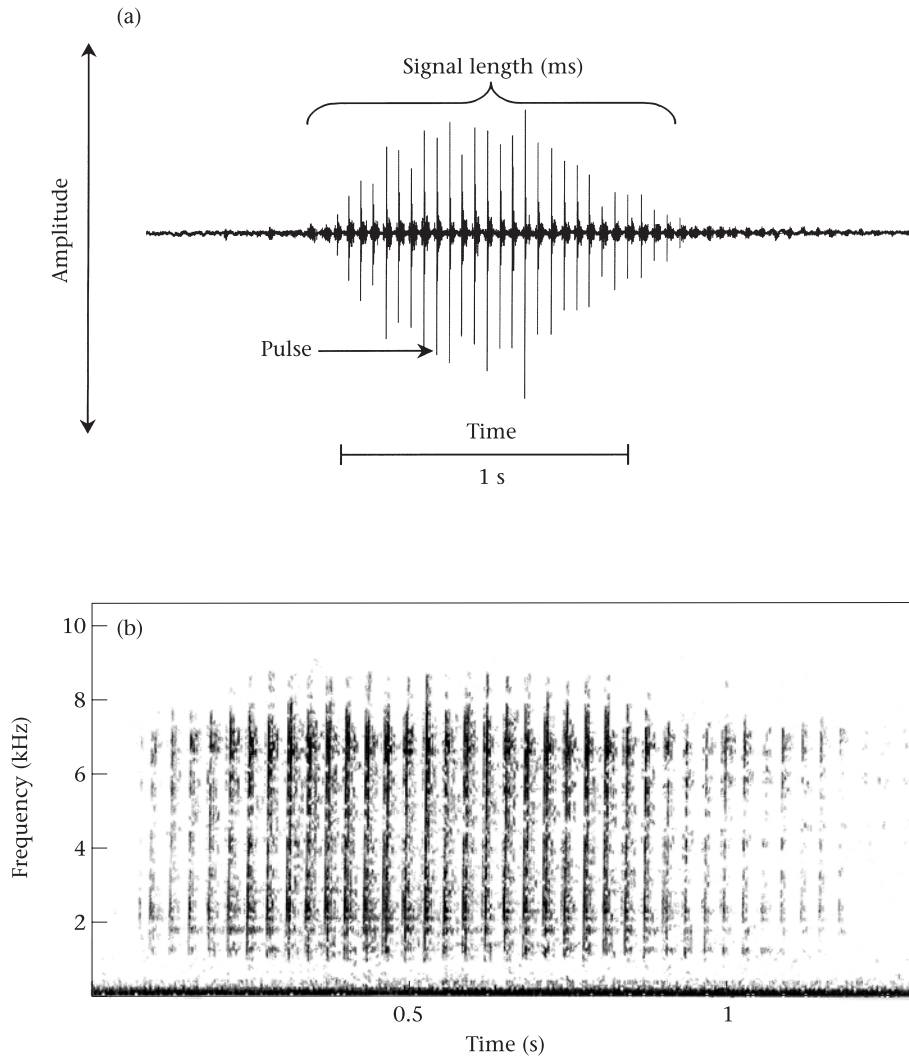 (a)
Signal length (ms)
Amplitude
Pulse
Time
1 s
(b)
10
8
6
4
2
Frequency (kHz)
0.5
1
Time (s)